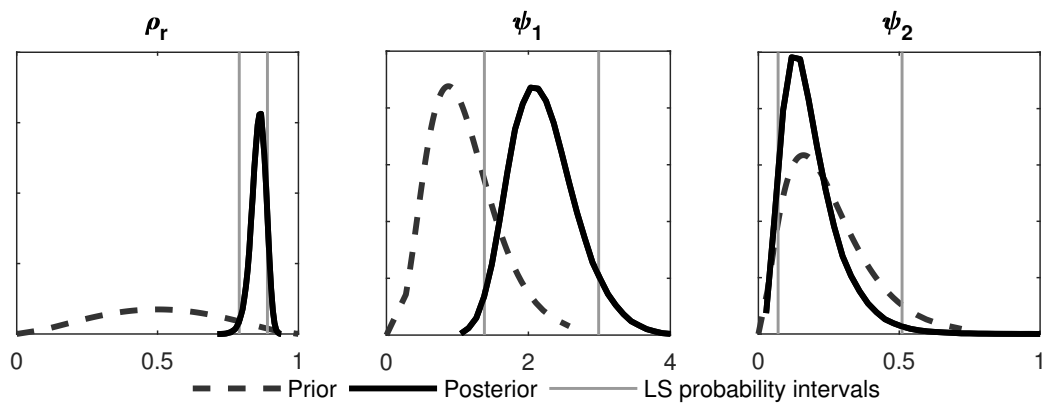 ρr ψ1 ψ2
0 0.5 1 0 2 4 0 0.5 1
Prior Posterior LS probability intervals